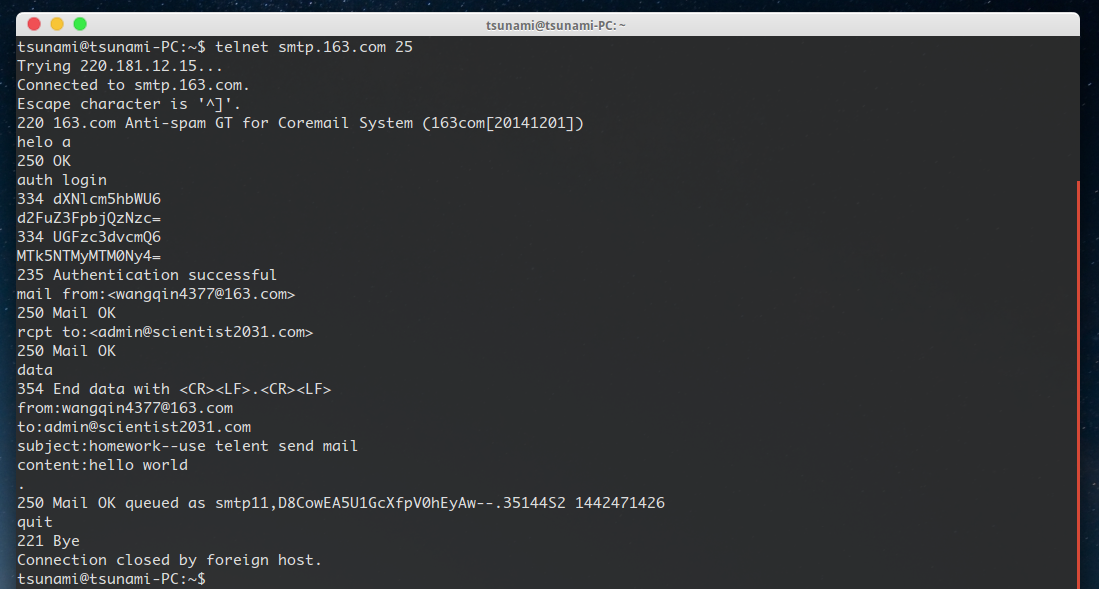 tsunami@tsunami-PC: ~
tsunami@tsunami-PC:~$ telnet smtp.163.com 25
Trying 220.181.12.15...
Connected to smtp.163.com.
Escape character is '^]'.
220 163.com Anti-spam GT for Coremail System (163com[20141201])
helo a
250 OK
auth login
334 dXNlcm5hbWU6
d2FuZ3FpbjQzNzc=
334 UGFzc3dvcmQ6
MTk5NTMyMTM0Ny4=
235 Authentication successful
mail from:<wangqin4377@163.com>
250 Mail OK
rcpt to:<admin@scientist2031.com>
250 Mail OK
data
354 End data with <CR><LF>.<CR><LF>
from:wangqin4377@163.com
to:admin@scientist2031.com
subject:homework--use telent send mail
content:hello world
.
250 Mail OK queued as smtp11,D8CowEA5U1GcXfpV0hEyAw--.35144S2 1442471426
quit
221 Bye
Connection closed by foreign host.
tsunami@tsunami-PC:~$